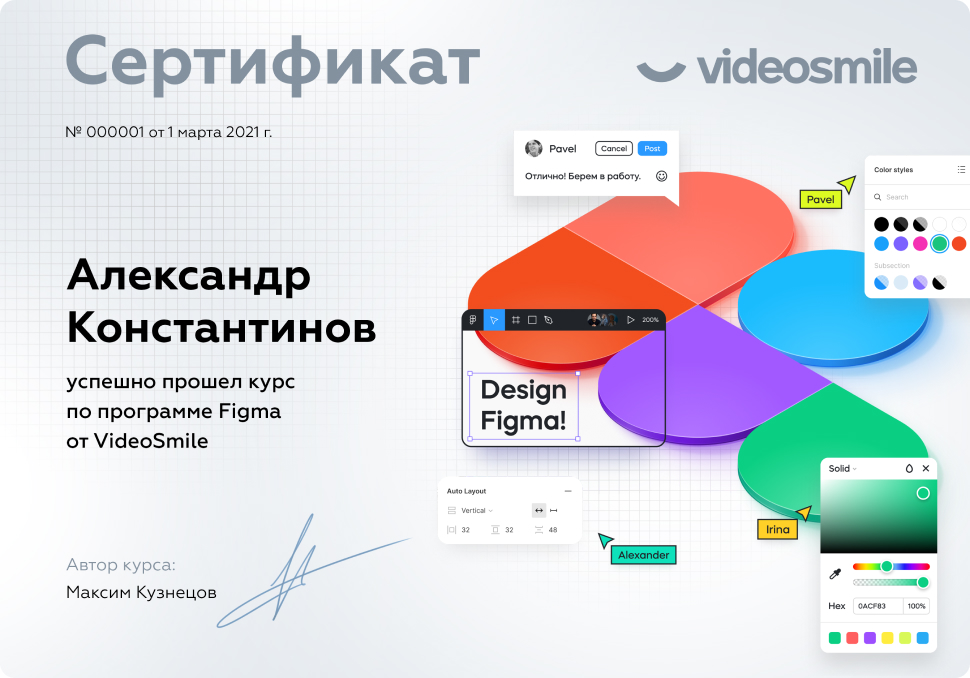 Сертификат
videosmile
№ 000001 от 1 марта 2021 г.
Pavel
Cancel
Post
Отлично! Берем в работу.
Pavel
Color styles
Search
Subsection
Александр
Константинов
успешно прошел курс
по программе Figma
от VideoSmile
200%
Design
Figma!
Auto Layout
Vertical
32
32
48
Alexander
Irina
Solid
Hex
0ACF83
100%
Автор курса:
Максим Кузнецов